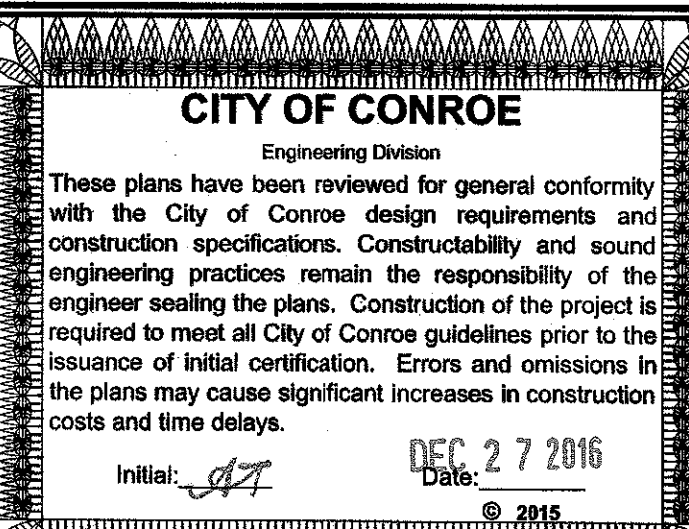 CITY OF CONROE
Engineering Division
These plans have been reviewed for general conformity
with the City of Conroe design requirements and
construction specifications. Constructability and sound
engineering practices remain the responsibility of the
engineer sealing the plans. Construction of the project is
required to meet all City of Conroe guidelines prior to the
issuance of initial certification. Errors and omissions in
the plans may cause significant increases in construction
costs and time delays.
DEC 2 7 2016
Initial: AT Date:
© 2015